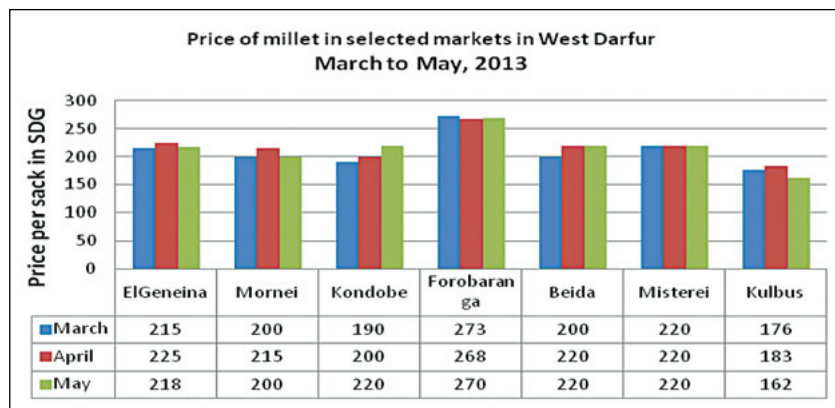 Price of millet in selected markets in West Darfur
March to May, 2013
Price per sack in SDG
300
250
200
150
100
50
0
ElGeneina Mornei Kondobe Forobaranga Beida Misterei Kulbus
March 215 200 190 273 200 220 176
April 225 215 200 268 220 220 183
May 218 200 220 270 220 220 162